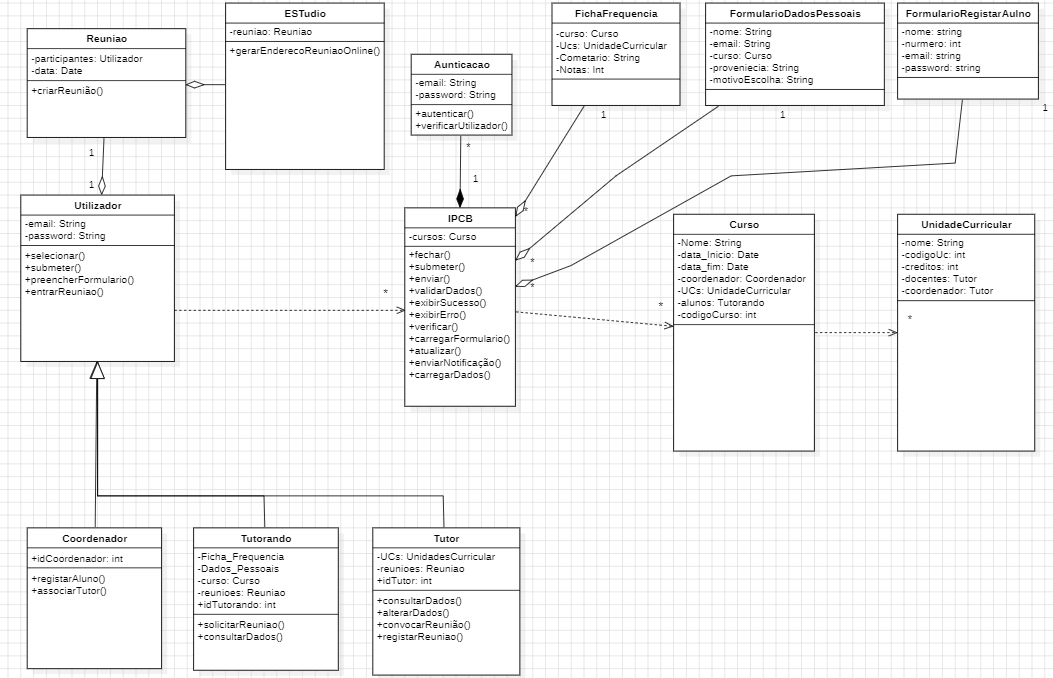 Reuniao
-participantes: Utilizador
-data: Date
+criarReunião()
ESTudio
-reuniao: Reuniao
+gerarEnderecoReuniaoOnline()
Aunticacao
-email: String
-password: String
+autenticar()
+verificarUtilizador()
FichaFrequencia
-curso: Curso
-Ucs: UnidadeCurricular
-Cometario: String
-Notas: Int
FormularioDadosPessoais
-nome: String
-email: String
-curso: Curso
-proveniecia: String
-motivoEscolha: String
FormularioRegistarAulno
-nome: string
-nurmero: int
-email: string
-password: string
1
1
1
1
1
*
1
*
*
*
Utilizador
-email: String
-password: String
+selecionar()
+submeter()
+preencherFormulario()
+entrarReuniao()
*
IPCB
-cursos: Curso
+fechar()
+submeter()
+enviar()
+validarDados()
+exibirSucesso()
+exibirErro()
+verificar()
+carregarFormulario()
+atualizar()
+enviarNotificação()
+carregarDados()
*
Curso
-Nome: String
-data_Inicio: Date
-data_fim: Date
-coordenador: Coordenador
-UCs: UnidadeCurricular
-alunos: Tutorando
-codigoCurso: int
UnidadeCurricular
-nome: String
-codigoUc: int
-creditos: int
-docentes: Tutor
-coordenador: Tutor
*
Coordenador
+idCoordenador: int
+registarAluno()
+associarTutor()
Tutorando
-Ficha_Frequencia
-Dados_Pessoais
-curso: Curso
-reunioes: Reuniao
+idTutorando: int
+solicitarReuniao()
+consultarDados()
Tutor
-UCs: UnidadesCurricular
-reunioes: Reuniao
+idTutor: int
+consultarDados()
+alterarDados()
+convocarReunião()
+registarReuniao()